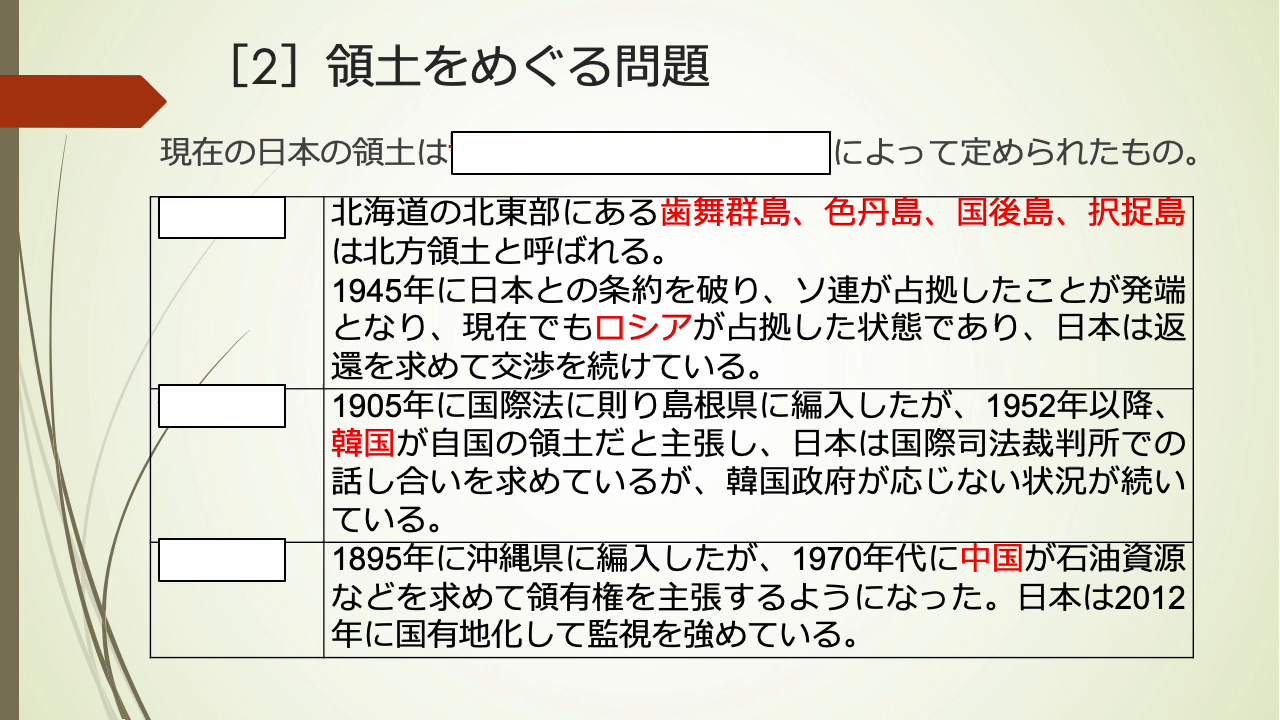 ［2］領土をめぐる問題
現在の日本の領土は によって定められたもの。
北海道の北東部にある歯舞群島、色丹島、国後島、択捉島
は北方領土と呼ばれる。
1945年に日本との条約を破り、ソ連が占拠したことが発端
となり、現在でもロシアが占拠した状態であり、日本は返
還を求めて交渉を続けている。
1905年に国際法に則り島根県に編入したが、1952年以降、
韓国が自国の領土だと主張し、日本は国際司法裁判所での
話し合いを求めているが、韓国政府が応じない状況が続い
ている。
1895年に沖縄県に編入したが、1970年代に中国が石油資源
などを求めて領有権を主張するようになった。日本は2012
年に国有地化して監視を強めている。